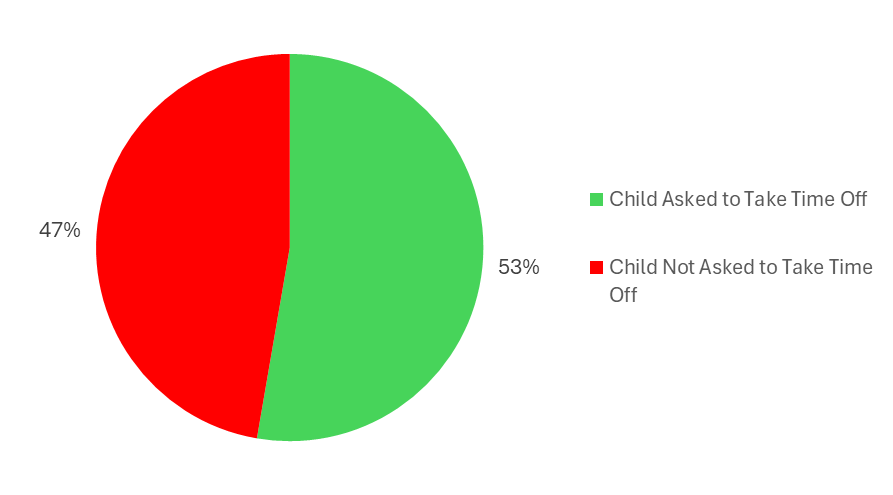 47%
53%
Child Asked to Take Time Off
Child Not Asked to Take Time
Off